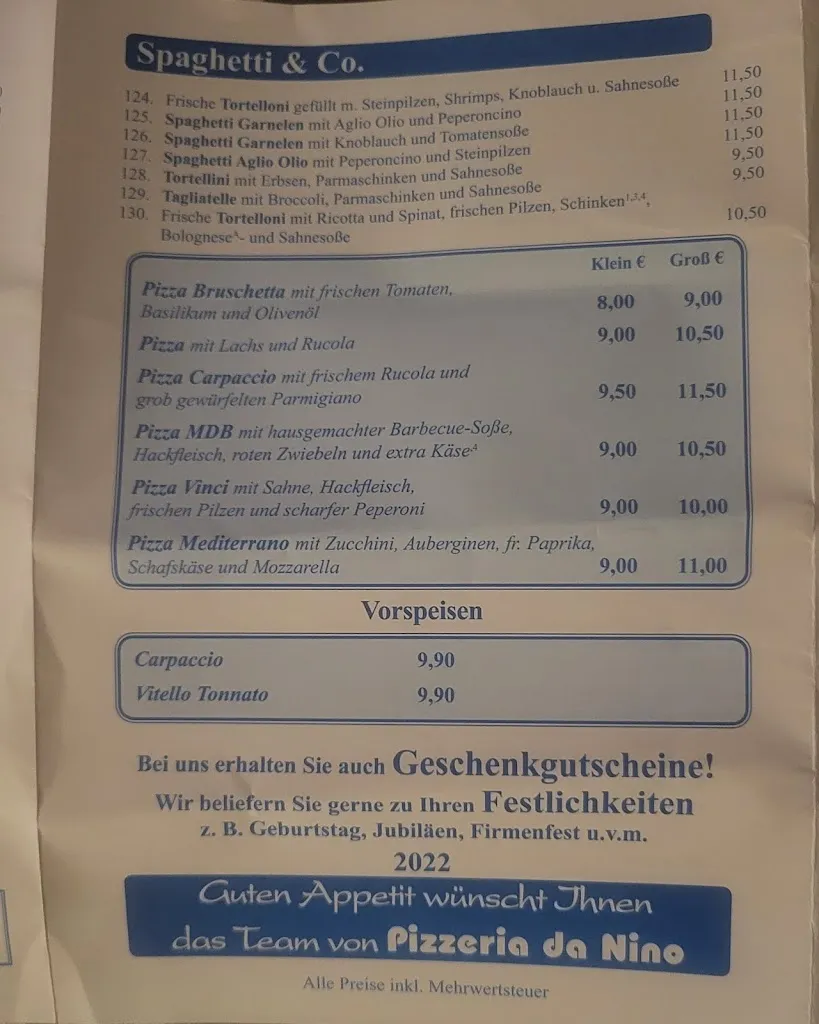 Spaghetti & Co.
124. Frische Tortelloni gefüllt m. Steinpilzen, Shrimps, Knoblauch u. Sahnesoße 11,50
125. Spaghetti Garnelen mit Aglio Olio und Peperoncino 11,50
126. Spaghetti Garnelen mit Knoblauch und Tomatensoße 11,50
127. Spaghetti Aglio Olio mit Peperoncino und Steinpilzen 11,50
128. Tortellini mit Erbsen, Parmaschinken und Sahnesoße 9,50
129. Tagliatelle mit Broccoli, Parmaschinken und Sahnesoße 9,50
130. Frische Tortelloni mit Ricotta und Spinat, frischen Pilzen, Schinken1,3,4,
Bologneseᴬ- und Sahnesoße 10,50
Klein € Groß €
Pizza Bruschetta mit frischen Tomaten,
Basilikum und Olivenöl 8,00 9,00
Pizza mit Lachs und Rucola 9,00 10,50
Pizza Carpaccio mit frischem Rucola und
grob gewürfelten Parmigiano 9,50 11,50
Pizza MDB mit hausgemachter Barbecue-Soße,
Hackfleisch, roten Zwiebeln und extra Käseᴬ 9,00 10,50
Pizza Vinci mit Sahne, Hackfleisch,
frischen Pilzen und scharfer Peperoni 9,00 10,00
Pizza Mediterrano mit Zucchini, Auberginen, fr. Paprika,
Schafskäse und Mozzarella 9,00 11,00
Vorspeisen
Carpaccio 9,90
Vitello Tonnato 9,90
Bei uns erhalten Sie auch Geschenkgutscheine!
Wir beliefern Sie gerne zu Ihren Festlichkeiten
z. B. Geburtstag, Jubiläen, Firmenfest u.v.m.
2022
Guten Appetit wünscht Ihnen
das Team von Pizzeria da Nino
Alle Preise inkl. Mehrwertsteuer